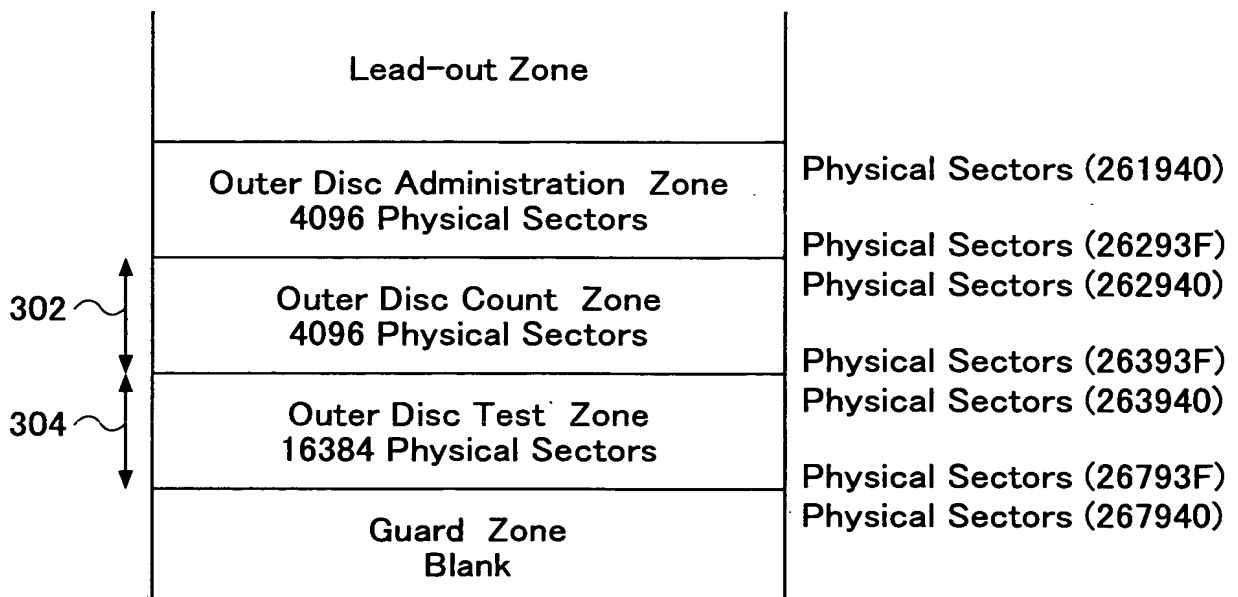 Lead-out Zone
Outer Disc Administration Zone
4096 Physical Sectors
Physical Sectors (261940)
Physical Sectors (26293F)
302
Outer Disc Count Zone
4096 Physical Sectors
Physical Sectors (262940)
Physical Sectors (26393F)
304
Outer Disc Test Zone
16384 Physical Sectors
Physical Sectors (263940)
Physical Sectors (26793F)
Guard Zone
Blank
Physical Sectors (267940)